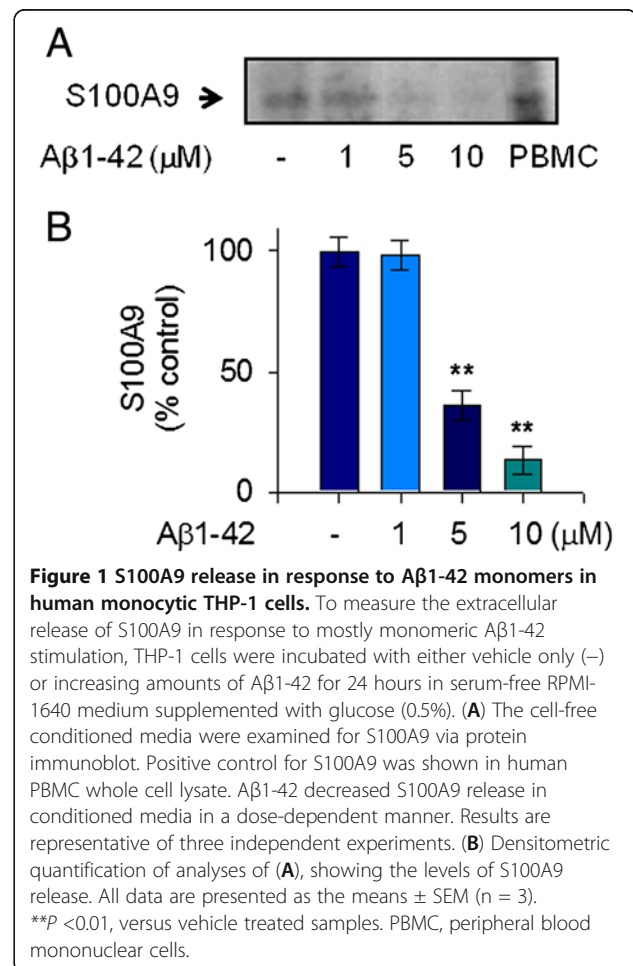 A
S100A9
Aβ1-42 (µM) - 1 5 10 PBMC
B
100
50
0
S100A9
(% control)
**
**
Aβ1-42 - 1 5 10 (µM)
Figure 1 S100A9 release in response to Aβ1-42 monomers in
human monocytic THP-1 cells. To measure the extracellular
release of S100A9 in response to mostly monomeric Aβ1-42
stimulation, THP-1 cells were incubated with either vehicle only (−)
or increasing amounts of Aβ1-42 for 24 hours in serum-free RPMI-
1640 medium supplemented with glucose (0.5%). (A) The cell-free
conditioned media were examined for S100A9 via protein
immunoblot. Positive control for S100A9 was shown in human
PBMC whole cell lysate. Aβ1-42 decreased S100A9 release in
conditioned media in a dose-dependent manner. Results are
representative of three independent experiments. (B) Densitometric
quantification of analyses of (A), showing the levels of S100A9
release. All data are presented as the means ± SEM (n = 3).
**P <0.01, versus vehicle treated samples. PBMC, peripheral blood
mononuclear cells.